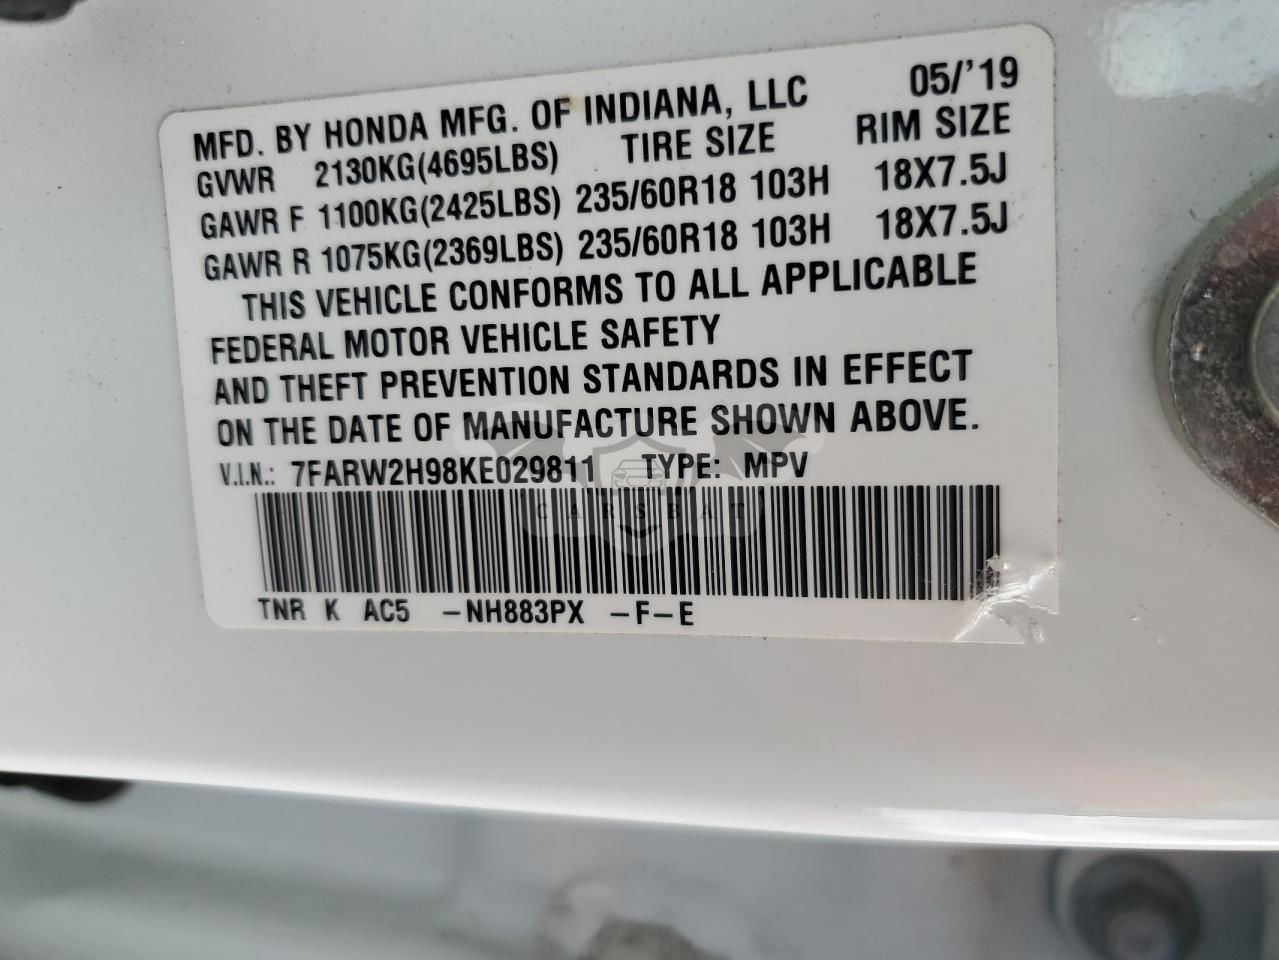 MFD. BY HONDA MFG. OF INDIANA, LLC 05/'19
GVWR 2130KG(4695LBS) TIRE SIZE RIM SIZE
GAWR F 1100KG(2425LBS) 235/60R18 103H 18X7.5J
GAWR R 1075KG(2369LBS) 235/60R18 103H 18X7.5J
THIS VEHICLE CONFORMS TO ALL APPLICABLE
FEDERAL MOTOR VEHICLE SAFETY
AND THEFT PREVENTION STANDARDS IN EFFECT
ON THE DATE OF MANUFACTURE SHOWN ABOVE.
V.I.N.: 7FARW2H98KE029811 TYPE: MPV
CARSBAT
TNR K AC5 -NH883PX -F-E